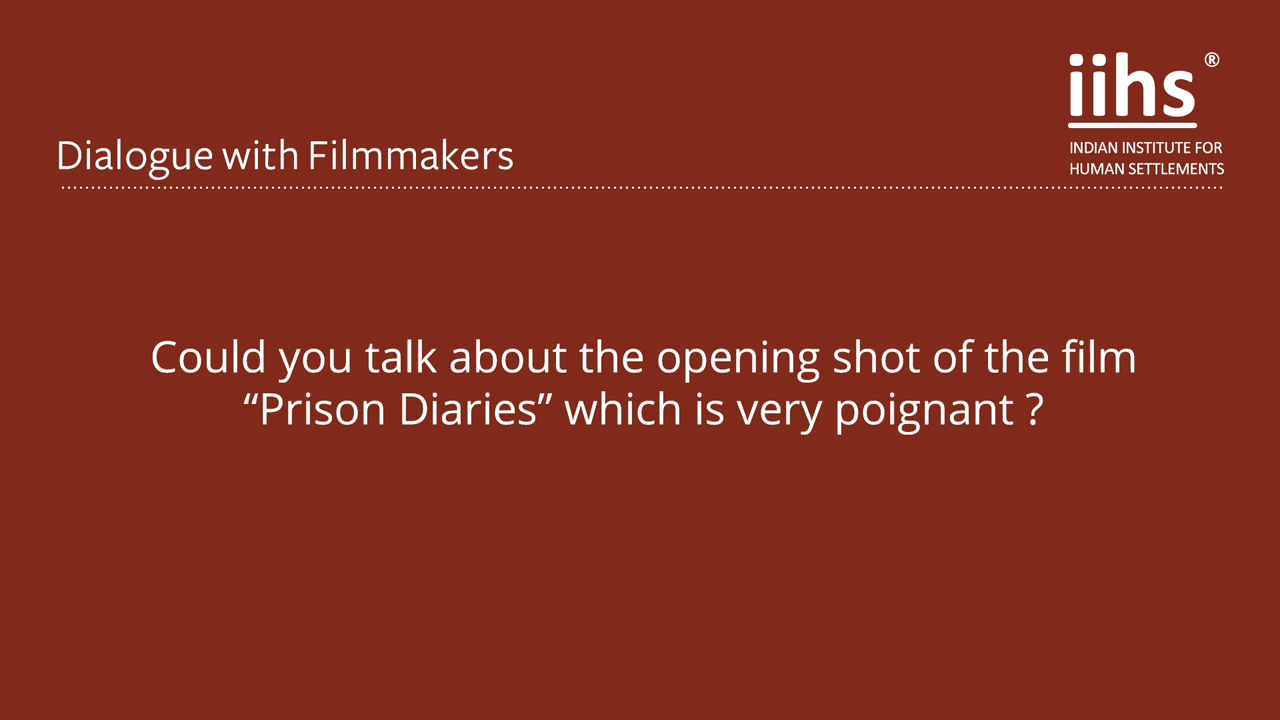 iihs®
INDIAN INSTITUTE FOR
HUMAN SETTLEMENTS
Dialogue with Filmmakers
Could you talk about the opening shot of the film
“Prison Diaries” which is very poignant ?